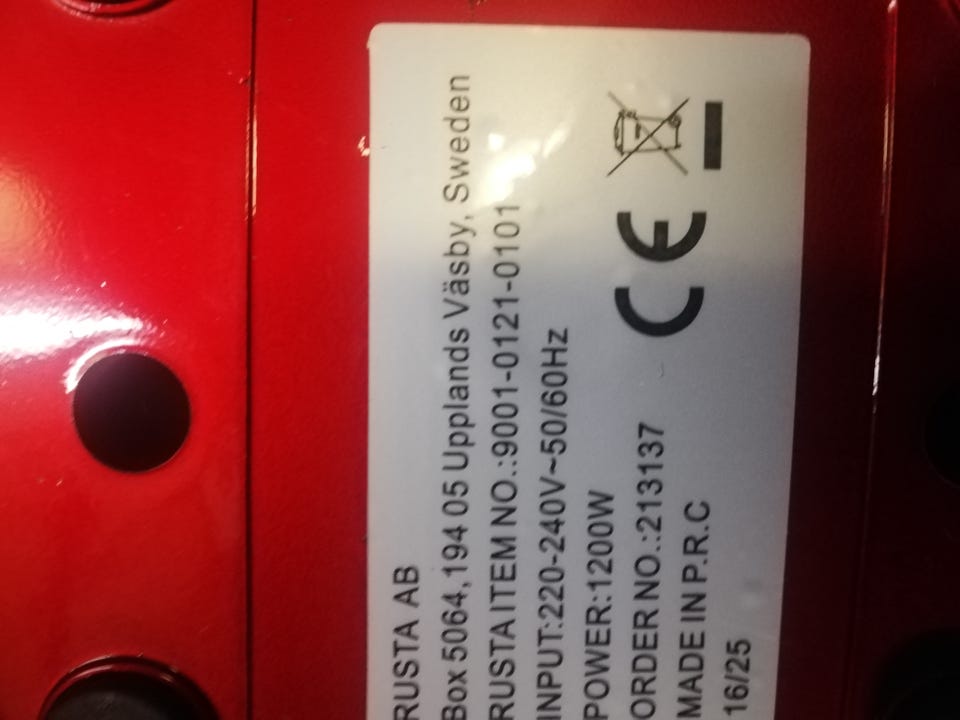 RUSTA AB
Box 5064,194 05 Upplands Väsby, Sweden
RUSTA ITEM NO.:9001-0121-0101
INPUT:220-240V~50/60Hz
POWER:1200W
ORDER NO.:213137
MADE IN P.R.C
16/25
CE